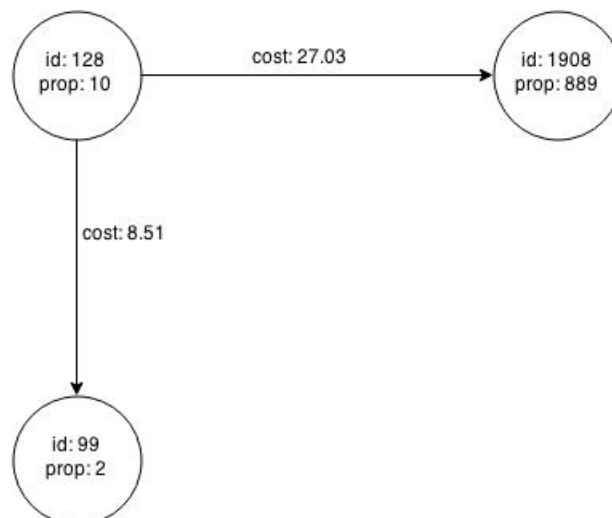 id: 128
prop: 10
cost: 27.03
id: 1908
prop: 889
cost: 8.51
id: 99
prop: 2